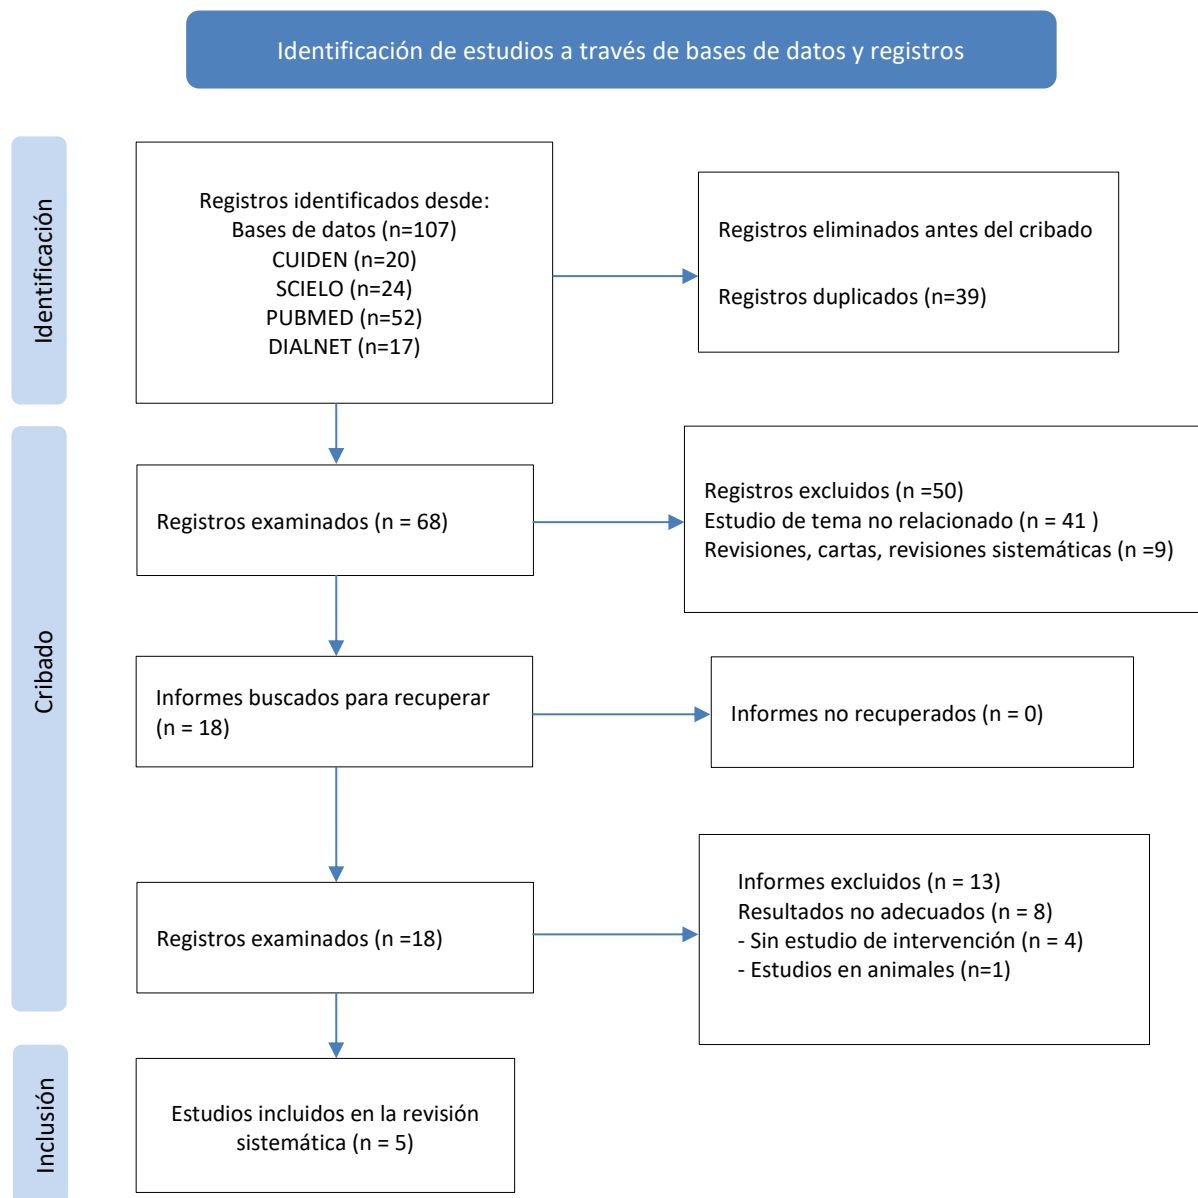 Identificación de estudios a través de bases de datos y registros
Identificación
Registros identificados desde:
Bases de datos (n=107)
CUIDEN (n=20)
SCIELO (n=24)
PUBMED (n=52)
DIALNET (n=17)
Registros eliminados antes del cribado
Registros duplicados (n=39)
Cribado
Registros examinados (n = 68)
Registros excluidos (n =50)
Estudio de tema no relacionado (n = 41 )
Revisiones, cartas, revisiones sistemáticas (n =9)
Informes buscados para recuperar
(n = 18)
Informes no recuperados (n = 0)
Registros examinados (n =18)
Informes excluidos (n = 13)
Resultados no adecuados (n = 8)
- Sin estudio de intervención (n = 4)
- Estudios en animales (n=1)
Inclusión
Estudios incluidos en la revisión
sistemática (n = 5)